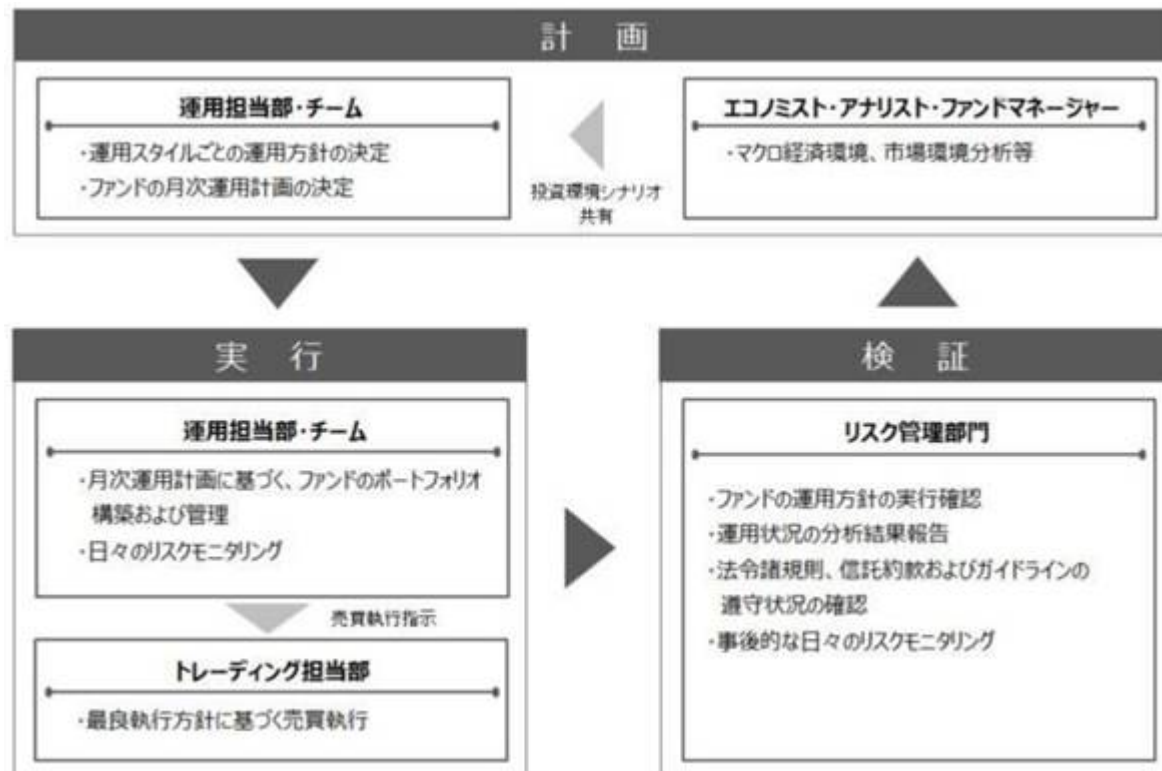 計 画
運用担当部・チーム
・運用スタイルごとの運用方針の決定
・ファンドの月次運用計画の決定
投資環境シナリオ
共有
エコノミスト・アナリスト・ファンドマネージャー
・マクロ経済環境、市場環境分析等
実 行
運用担当部・チーム
・月次運用計画に基づく、ファンドのポートフォリオ
構築および管理
・日々のリスクモニタリング
売買執行指示
トレーディング担当部
・最良執行方針に基づく売買執行
検 証
リスク管理部門
・ファンドの運用方針の実行確認
・運用状況の分析結果報告
・法令諸規則、信託約款およびガイドラインの
遵守状況の確認
・事後的な日々のリスクモニタリング